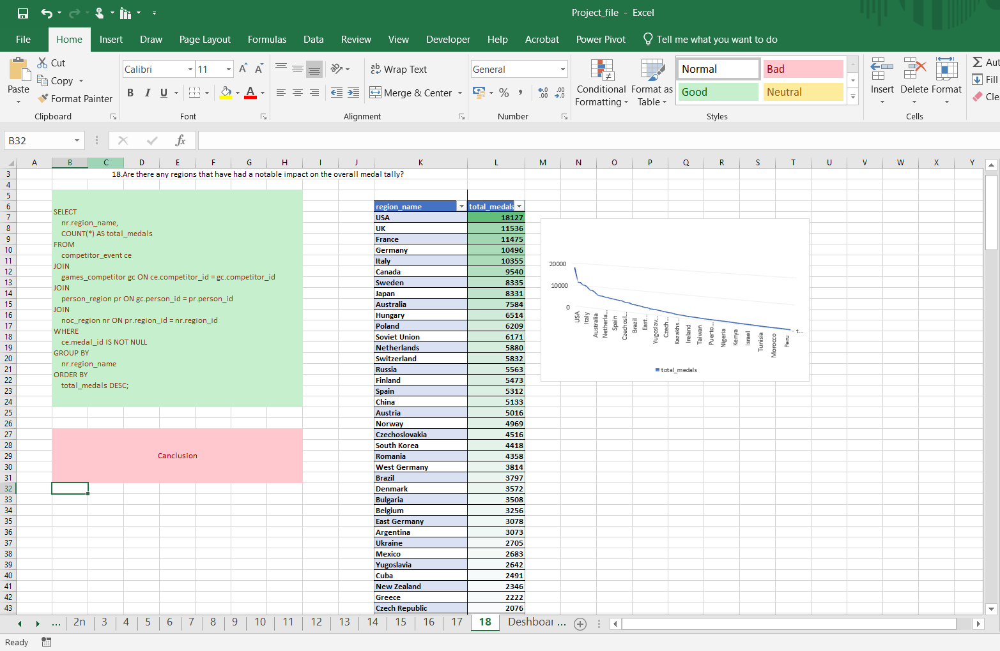 Project_file - Excel
File Home Insert Draw Page Layout Formulas Data Review View Developer Help Acrobat Power Pivot Tell me what you want to do
Paste
Cut
Copy
Format Painter
Clipboard
Calibri 11
B I U
Font
Wrap Text
Merge & Center
Alignment
General
Number
Conditional Formatting
Format as Table
Normal Bad
Good Neutral
Styles
Insert Delete Format
Cells
Aut
Fill
Cle
B32 fx
A B C D E F G H I J K L M N O P Q R S T U V W X Y
3 18.Are there any regions that have had a notable impact on the overall medal tally?
4
5
6 region_name total_medals
7 SELECT USA 18127
8 nr.region_name, UK 11536
9 COUNT(*) AS total_medals France 11475
10 FROM Germany 10496
11 competitor_event ce Italy 10355
12 JOIN Canada 9540
13 games_competitor gc ON ce.competitor_id = gc.competitor_id Sweden 8335
14 JOIN Japan 8331
15 person_region pr ON gc.person_id = pr.person_id Australia 7584
16 JOIN Hungary 6514
17 noc_region nr ON pr.region_id = nr.region_id Poland 6209
18 WHERE Soviet Union 6171
19 ce.medal_id IS NOT NULL Netherlands 5880
20 GROUP BY Switzerland 5832
21 nr.region_name Russia 5563
22 ORDER BY Finland 5473
23 total_medals DESC; Spain 5312
24 China 5133
25 Austria 5016
26 Norway 4969
27 Czechoslovakia 4516
28 South Korea 4418
29 Canclusion Romania 4358
30 West Germany 3814
31 Brazil 3797
32 Denmark 3572
33 Bulgaria 3508
34 Belgium 3256
35 East Germany 3078
36 Argentina 3073
37 Ukraine 2705
38 Mexico 2683
39 Yugoslavia 2642
40 Cuba 2491
41 New Zealand 2346
42 Greece 2222
43 Czech Republic 2076
20000
10000
0
USA
Italy
Australia
Netherla...
Spain
Czechosl...
Brazil
East...
Yugoslav...
Czech...
Kazakhs...
Ireland
Taiwan
Puerto...
Nigeria
Kenya
Israel
Tunisia
Morocco
Peru
t...
total_medals
... 2n 3 4 5 6 7 8 9 10 11 12 13 14 15 16 17 18 Deshboar ...
Ready